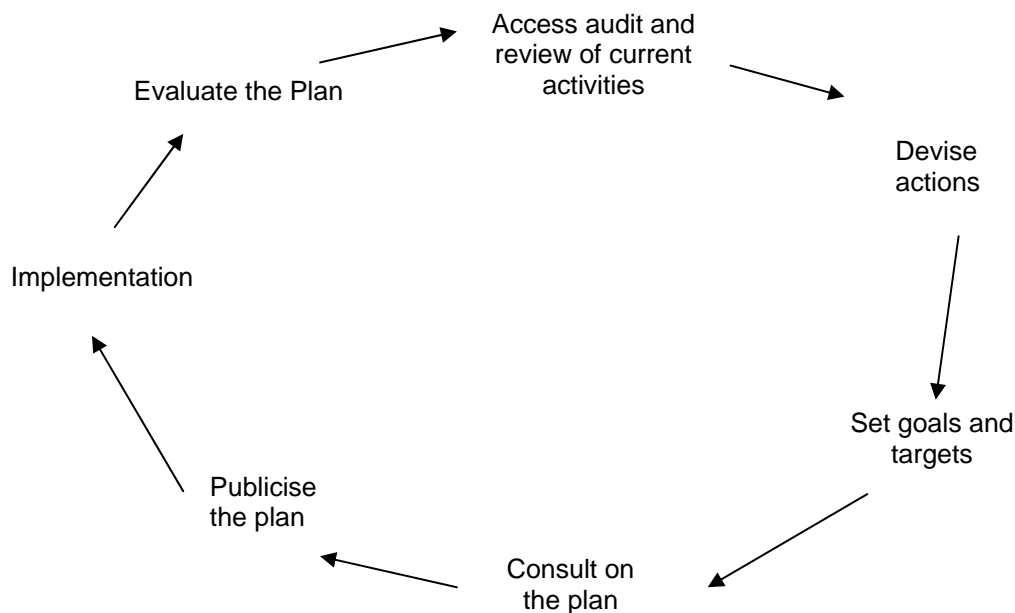 Access audit and
review of current
activities
Devise
actions
Set goals and
targets
Consult on
the plan
Publicise
the plan
Implementation
Evaluate the Plan